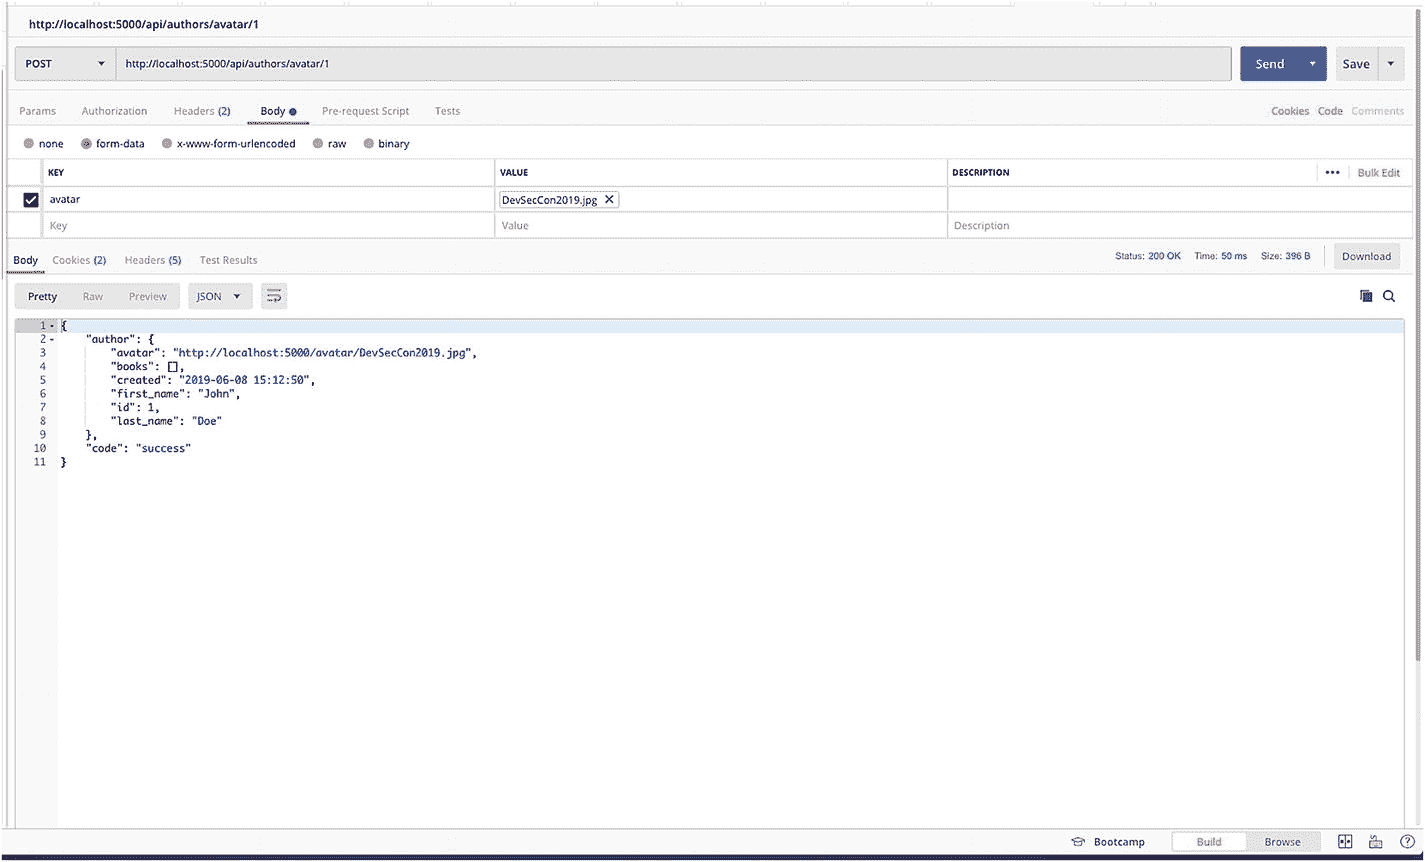 http://localhost:5000/api/authors/avatar/1
POST http://localhost:5000/api/authors/avatar/1 Send Save
Params Authorization Headers (2) Body Pre-request Script Tests Cookies Code Comments
none form-data x-www-form-urlencoded raw binary
KEY VALUE DESCRIPTION ••• Bulk Edit
avatar DevSecCon2019.jpg
Key Value Description
Body Cookies (2) Headers (5) Test Results Status: 200 OK Time: 50 ms Size: 396 B Download
Pretty Raw Preview JSON
1 {
2 "author": {
3 "avatar": "http://localhost:5000/avatar/DevSecCon2019.jpg",
4 "books": [],
5 "created": "2019-06-08 15:12:50",
6 "first_name": "John",
7 "id": 1,
8 "last_name": "Doe"
9 },
10 "code": "success"
11 }
Bootcamp Build Browse